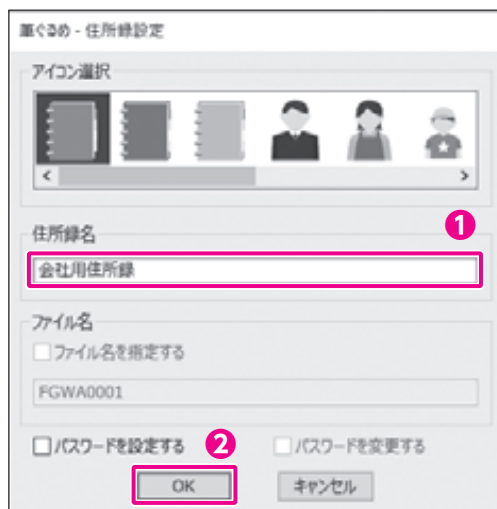 筆ぐるめ - 住所録設定
アイコン選択
住所録名
1
会社用住所録
ファイル名
ファイル名を指定する
FGWA0001
パスワードを設定する
2
パスワードを変更する
OK
キャンセル